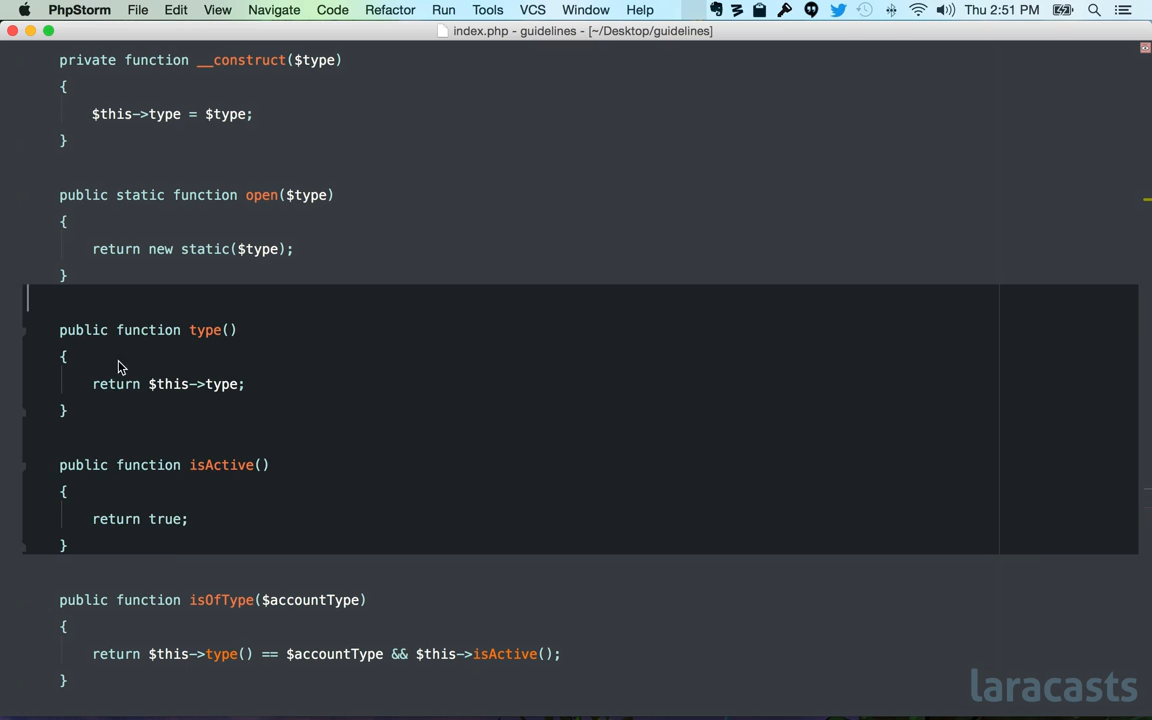 PhpStorm File Edit View Navigate Code Refactor Run Tools VCS Window Help Thu 2:51 PM
index.php - guidelines - [~/Desktop/guidelines]
private function __construct($type)
{
$this->type = $type;
}
public static function open($type)
{
return new static($type);
}
public function type()
{
return $this->type;
}
public function isActive()
{
return true;
}
public function isOfType($accountType)
{
return $this->type() == $accountType && $this->isActive();
}
laracasts